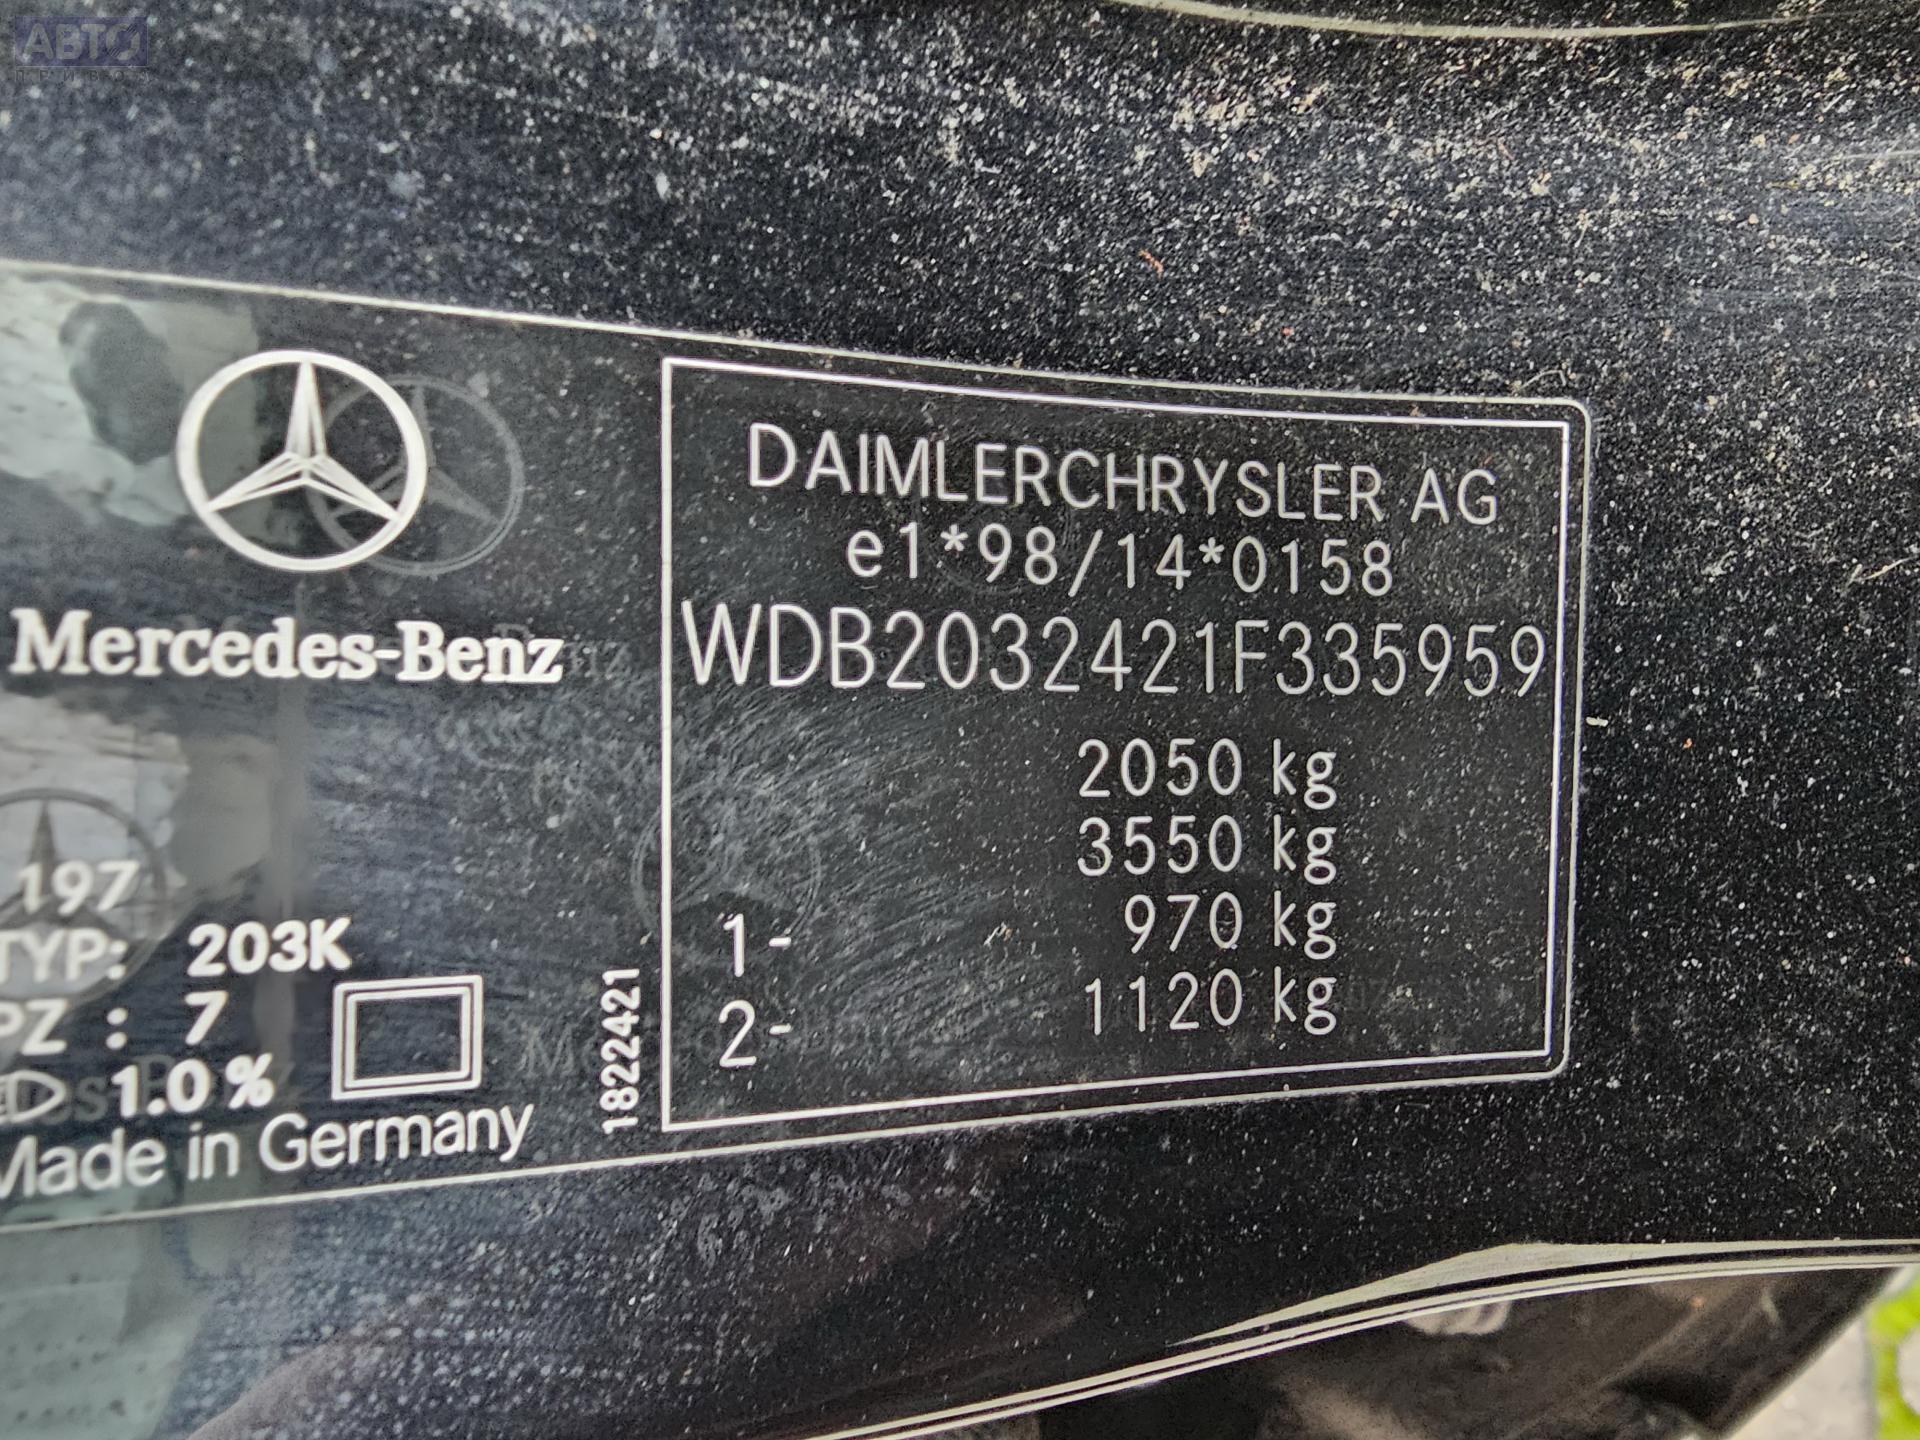 АВТО
ПРИВОЗ
Mercedes-Benz
197
TYP: 203K
PZ : 7
1.0 %
Made in Germany
1822421
DAIMLERCHRYSLER AG
e1*98/14*0158
WDB2032421F335959
2050 kg
3550 kg
1- 970 kg
2- 1120 kg